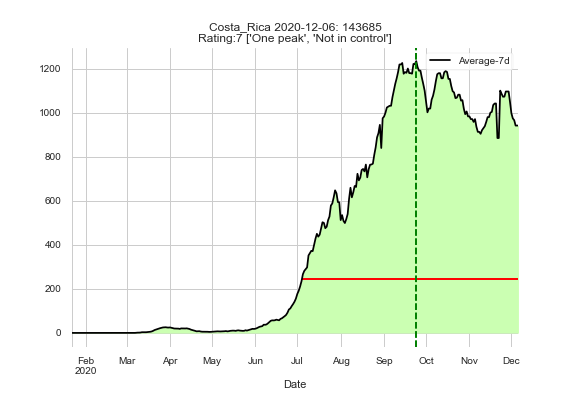 Costa_Rica 2020-12-06: 143685
Rating:7 ['One peak', 'Not in control']
Average-7d
1200
1000
800
600
400
200
0
Feb Mar Apr May Jun Jul Aug Sep Oct Nov Dec
2020
Date